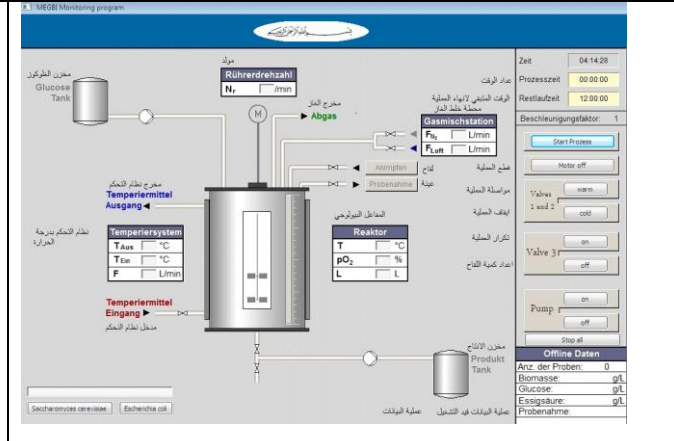 MEGBI Monitoring program
مولد
Rührerdrehzahl
Nr /min
مخزن الغلوكوز
Glucose
Tank
M
مخرج الغاز
Abgas
محطة خلط الغاز
Gasmischstation
FN₂ L/min
FLuft L/min
Animpfen
لقاح
Probenahme
عينة
مخرج نظام التحكم
Temperiermittel
Ausgang
نظام التحكم بدرجة
الحرارة
Temperiersystem
TAus °C
TEin °C
F L/min
المفاعل البيولوجي
Reaktor
T °C
pO₂ %
L L
Temperiermittel
Eingang
مدخل نظام التحكم
مخزن الانتاج
Produkt
Tank
Saccharomyces cerevisiae
Escherichia coli
عملية البيانات
عملية البيانات قيد التشغيل
عداد الوقت
الوقت المتبقي لانهاء العملية
قطع العملية
مواصلة العملية
ايقاف العملية
تكرار العملية
اعداد كمية اللقاح
Zeit 04:14:28
Prozesszeit 00:00:00
Restlaufzeit 12:00:00
Beschleunigungsfaktor: 1
Start Prozess
Motor off
Valves
1 and 2
warm
cold
Valve 3
on
off
Pump
on
off
Stop all
Offline Daten
Anz. der Proben: 0
Biomasse: g/L
Glucose: g/L
Essigsäure: g/L
Probenahme: